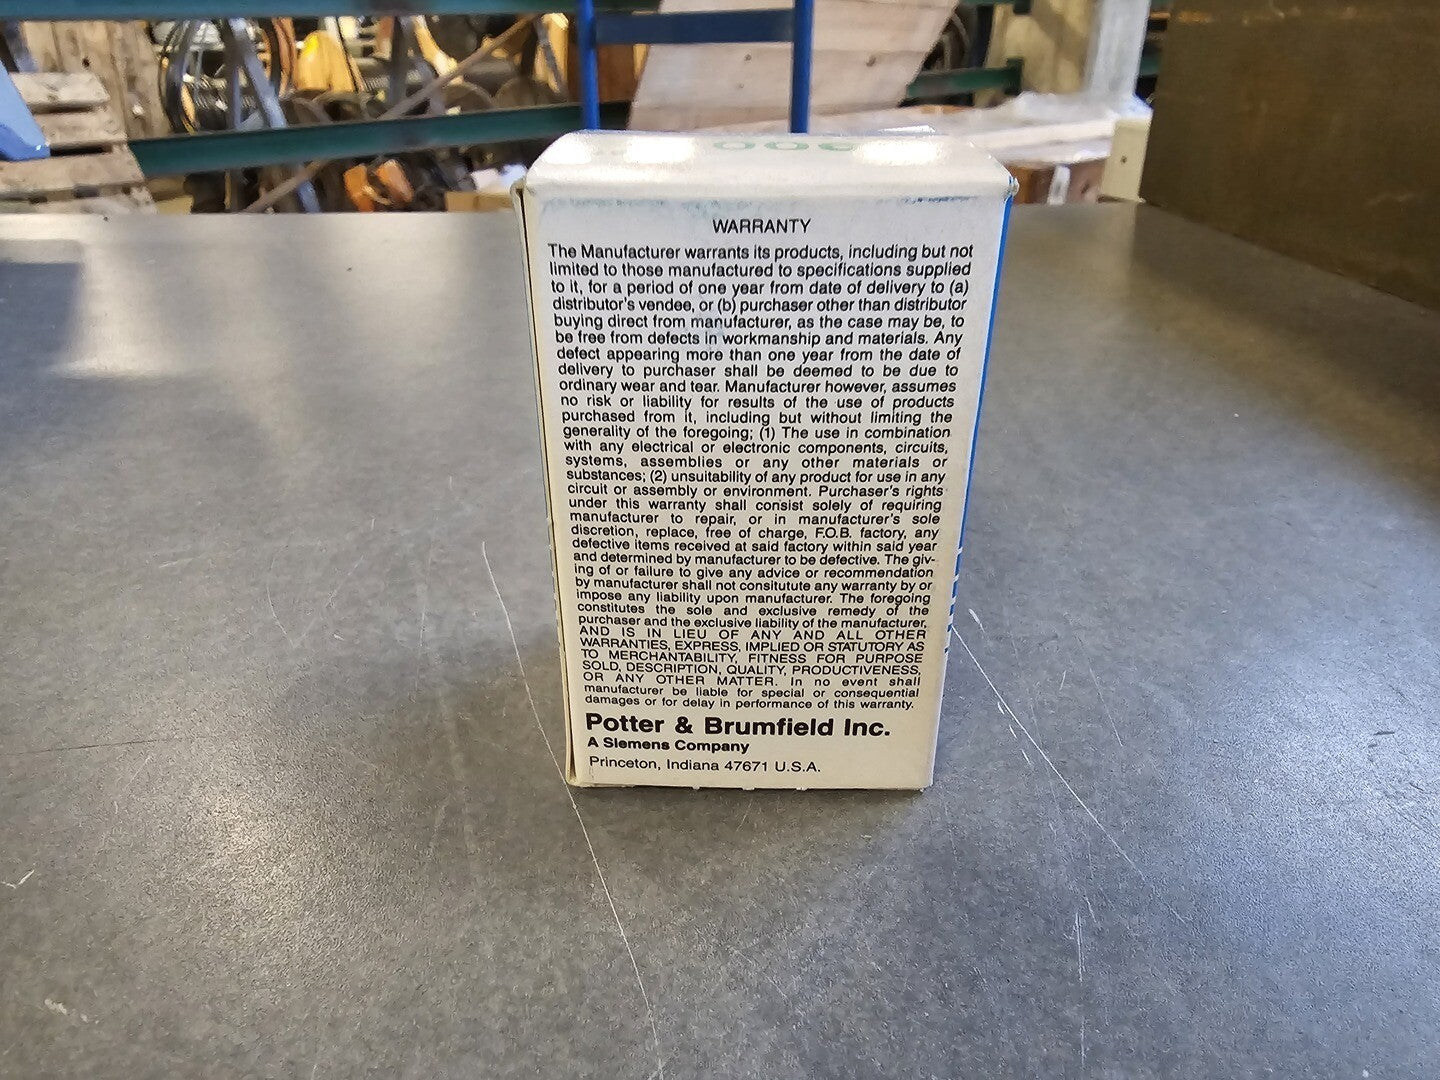 WARRANTY
The Manufacturer warrants its products, including but not
limited to those manufactured to specifications supplied
to it, for a period of one year from date of delivery to (a)
distributor's vendee, or (b) purchaser other than distributor
buying direct from manufacturer, as the case may be, to
be free from defects in workmanship and materials. Any
defect appearing more than one year from the date of
delivery to purchaser shall be deemed to be due to
ordinary wear and tear. Manufacturer however, assumes
no risk or liability for results of the use of products
purchased from it, including but without limiting the
generality of the foregoing; (1) The use in combination
with any electrical or electronic components, circuits,
systems, assemblies or any other materials or
substances; (2) unsuitability of any product for use in any
circuit or assembly or environment. Purchaser's rights
under this warranty shall consist solely of requiring
manufacturer to repair, or in manufacturer's sole
discretion, replace, free of charge, F.O.B. factory, any
defective items received at said factory within said year
and determined by manufacturer to be defective. The giv-
ing of or failure to give any advice or recommendation
by manufacturer shall not consitutute any warranty by or
impose any liability upon manufacturer. The foregoing
constitutes the sole and exclusive remedy of the
purchaser and the exclusive liability of the manufacturer,
AND IS IN LIEU OF ANY AND ALL OTHER
WARRANTIES, EXPRESS, IMPLIED OR STATUTORY AS
TO MERCHANTABILITY, FITNESS FOR PURPOSE
SOLD, DESCRIPTION, QUALITY, PRODUCTIVENESS,
OR ANY OTHER MATTER. In no event shall
manufacturer be liable for special or consequential
damages or for delay in performance of this warranty.
Potter & Brumfield Inc.
A Siemens Company
Princeton, Indiana 47671 U.S.A.